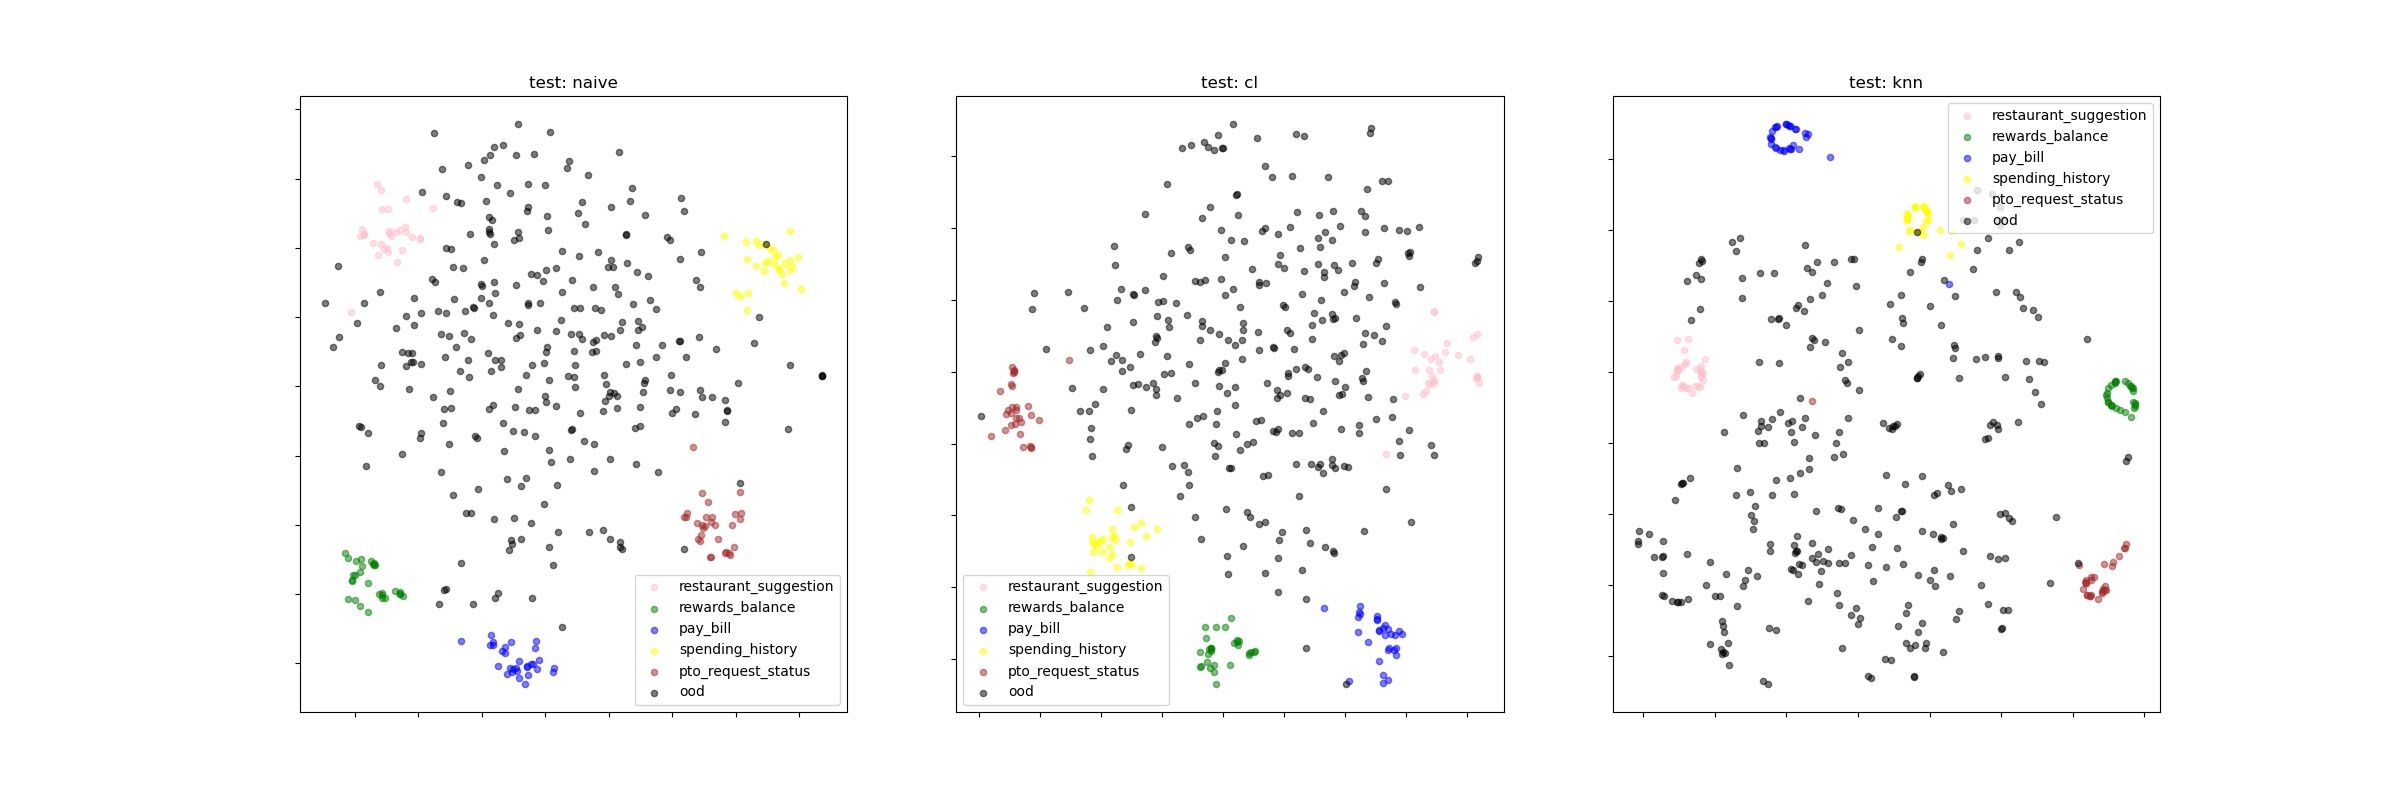 test: naive
restaurant_suggestion
rewards_balance
pay_bill
spending_history
pto_request_status
ood
test: cl
restaurant_suggestion
rewards_balance
pay_bill
spending_history
pto_request_status
ood
test: knn
restaurant_suggestion
rewards_balance
pay_bill
spending_history
pto_request_status
ood